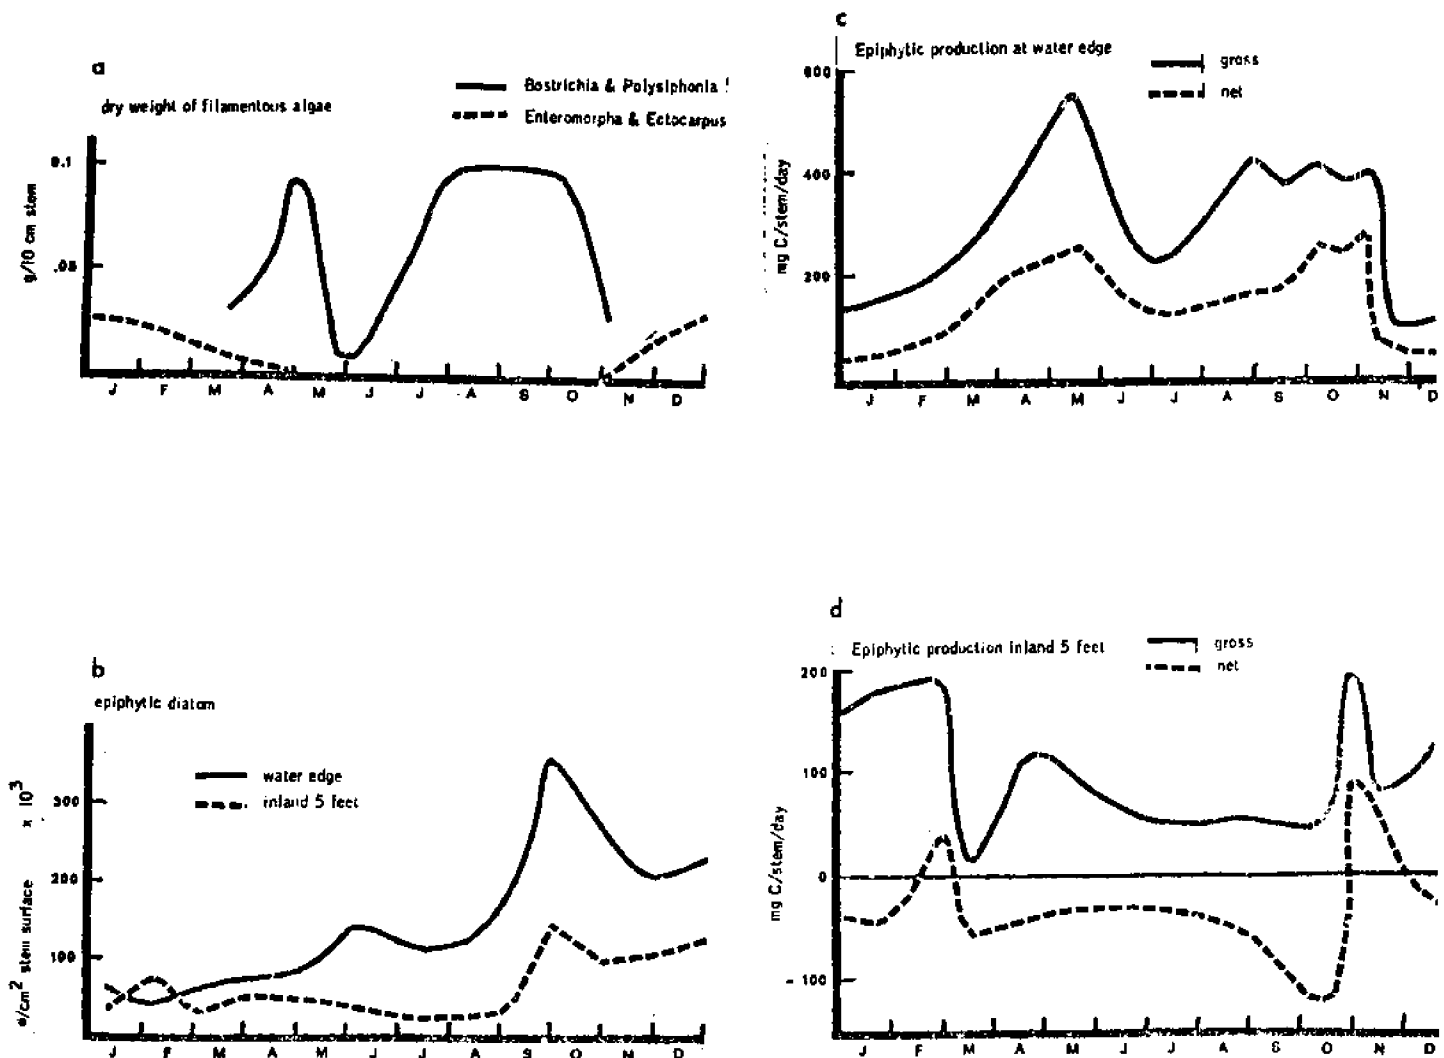 a
dry weight of filamentous algae
Bostrichia & Polysiphonia
Enteromorpha & Ectocarpus
g/10 cm stem
0.1
.05
J F M A M J J A S O N D
c
Epiphytic production at water edge
gross
net
mg C/stem/day
600
400
200
J F M A M J J A S O N D
b
epiphytic diatom
water edge
inland 5 feet
#/cm² stem surface x 10³
300
200
100
J F M A M J J A S O N D
d
Epiphytic production inland 5 feet
gross
net
mg C/stem/day
200
100
0
- 100
J F M A M J J A S O N D